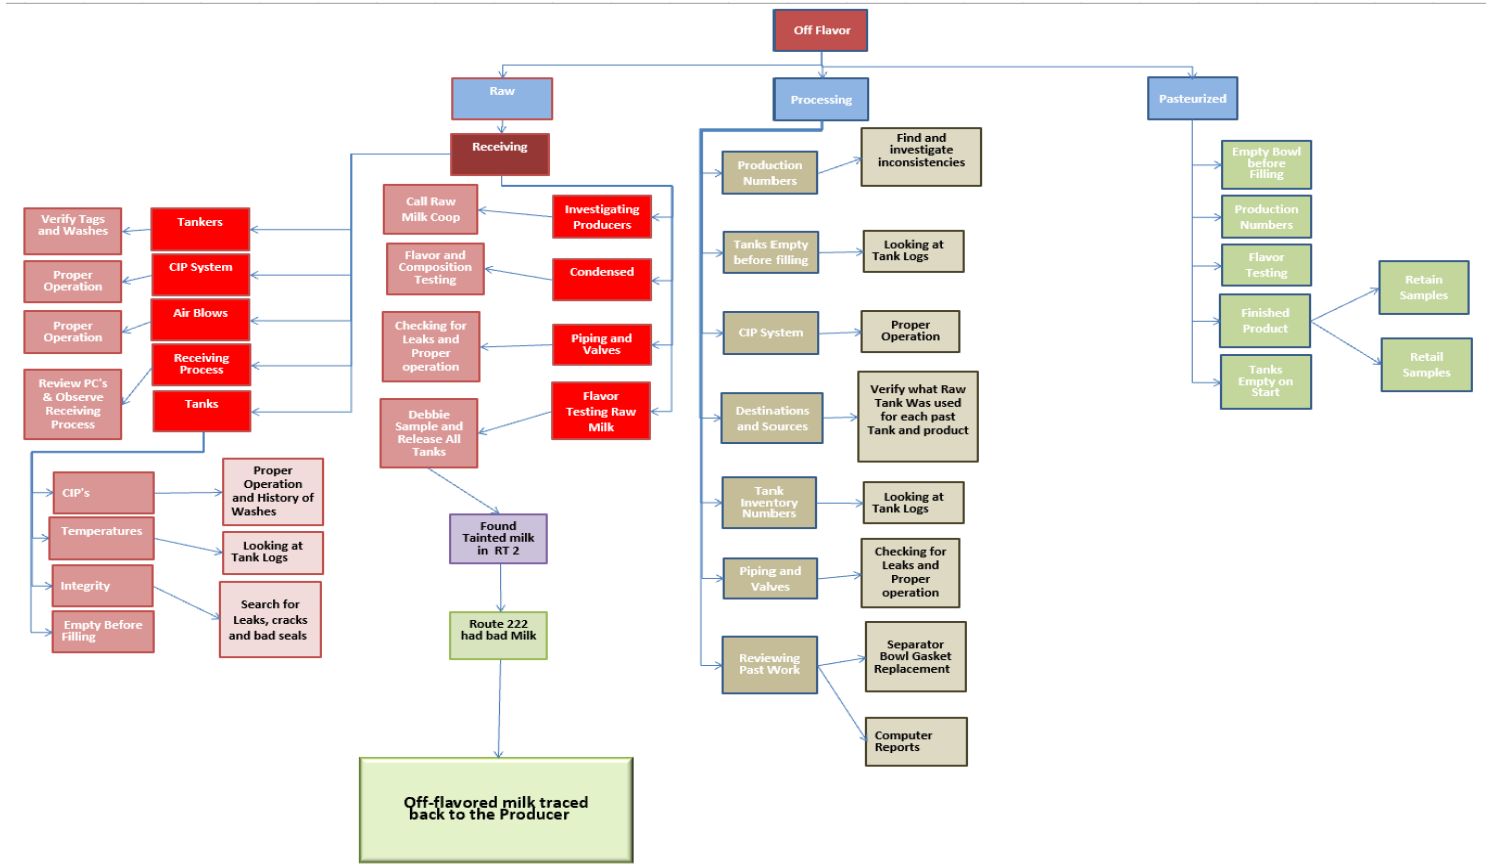 Off Flavor
Raw
Processing
Pasteurized
Receiving
Tankers
Verify Tags
and Washes
CIP System
Proper
Operation
Air Blows
Proper
Operation
Receiving
Process
Review PC's
& Observe
Receiving
Process
Tanks
CIP's
Proper
Operation
and History of
Washes
Temperatures
Looking at
Tank Logs
Integrity
Search for
Leaks, cracks
and bad seals
Empty Before
Filling
Investigating
Producers
Call Raw
Milk Coop
Condensed
Flavor and
Composition
Testing
Piping and
Valves
Checking for
Leaks and
Proper
operation
Flavor
Testing Raw
Milk
Debbie
Sample and
Release All
Tanks
Found
Tainted milk
in RT 2
Route 222
had bad Milk
Off-flavored milk traced
back to the Producer
Production
Numbers
Find and
investigate
inconsistencies
Tanks Empty
before filling
Looking at
Tank Logs
CIP System
Proper
Operation
Destinations
and Sources
Verify what Raw
Tank Was used
for each past
Tank and product
Tank
Inventory
Numbers
Looking at
Tank Logs
Piping and
Valves
Checking for
Leaks and
Proper
operation
Reviewing
Past Work
Separator
Bowl Gasket
Replacement
Computer
Reports
Empty Bowl
before
Filling
Production
Numbers
Flavor
Testing
Finished
Product
Retain
Samples
Retail
Samples
Tanks
Empty on
Start